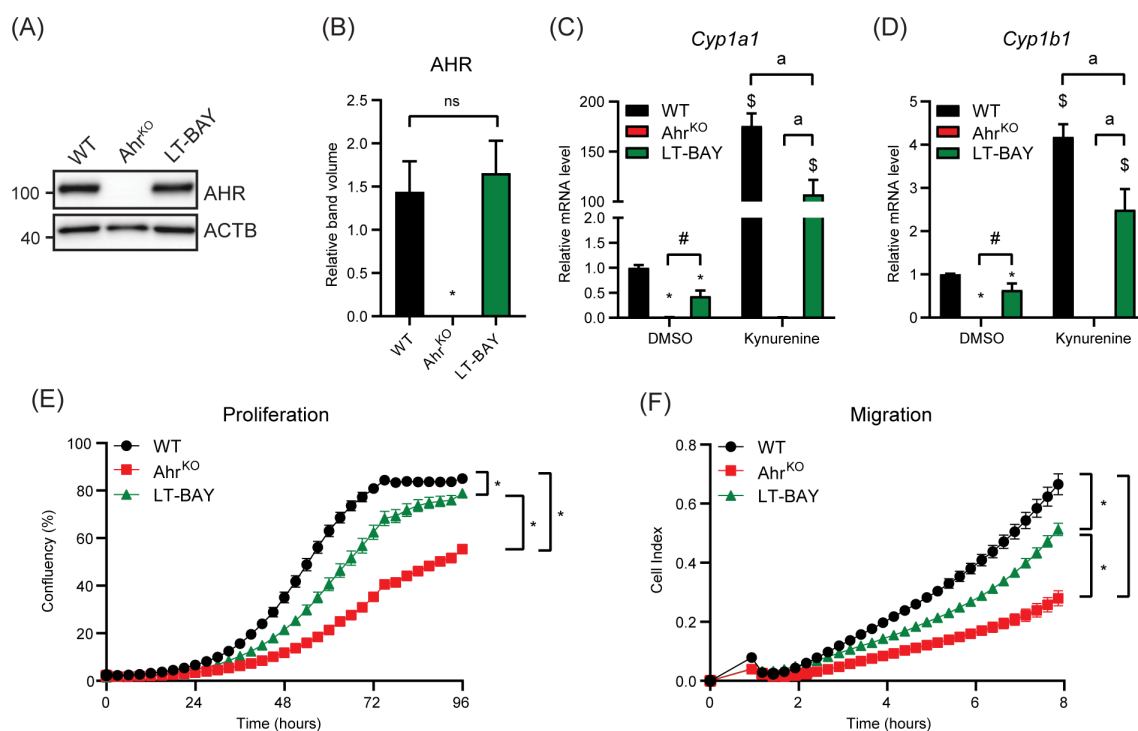 (A)
WT
Ahr^KO
LT-BAY
100
AHR
40
ACTB
(B)
AHR
Relative band volume
2.5
2.0
1.5
1.0
0.5
0.0
ns
*
WT
Ahr^KO
LT-BAY
(C)
Cyp1a1
Relative mRNA level
200
175
150
125
100
75
50
2.0
1.5
1.0
0.5
0.0
WT
Ahr^KO
LT-BAY
a
$
a
$
#
*
*
DMSO
Kynurenine
(D)
Cyp1b1
Relative mRNA level
5
4
3
2
1
0
WT
Ahr^KO
LT-BAY
a
$
a
$
#
*
*
DMSO
Kynurenine
(E)
Proliferation
Confluency (%)
100
80
60
40
20
0
WT
Ahr^KO
LT-BAY
*
*
*
0
24
48
72
96
Time (hours)
(F)
Migration
Cell Index
0.8
0.6
0.4
0.2
0.0
WT
Ahr^KO
LT-BAY
*
*
*
0
2
4
6
8
Time (hours)